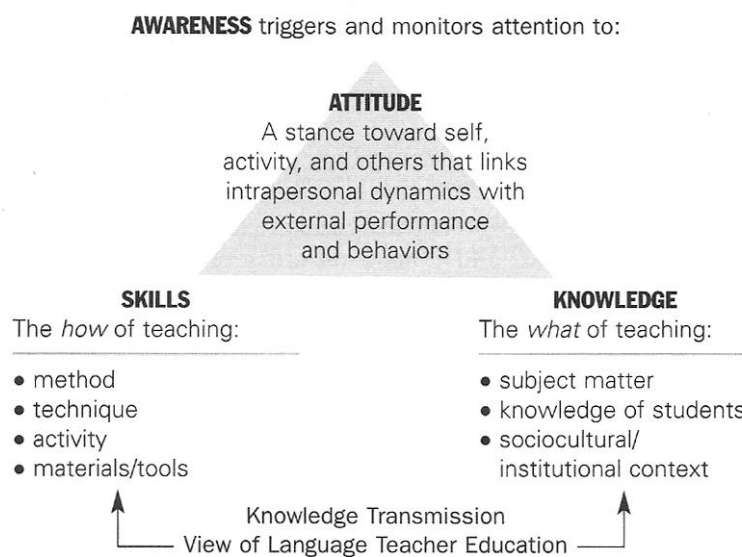 AWARENESS triggers and monitors attention to:
ATTITUDE
A stance toward self,
activity, and others that links
intrapersonal dynamics with
external performance
and behaviors
SKILLS
The how of teaching:
• method
• technique
• activity
• materials/tools
KNOWLEDGE
The what of teaching:
• subject matter
• knowledge of students
• sociocultural/
institutional context
Knowledge Transmission
View of Language Teacher Education